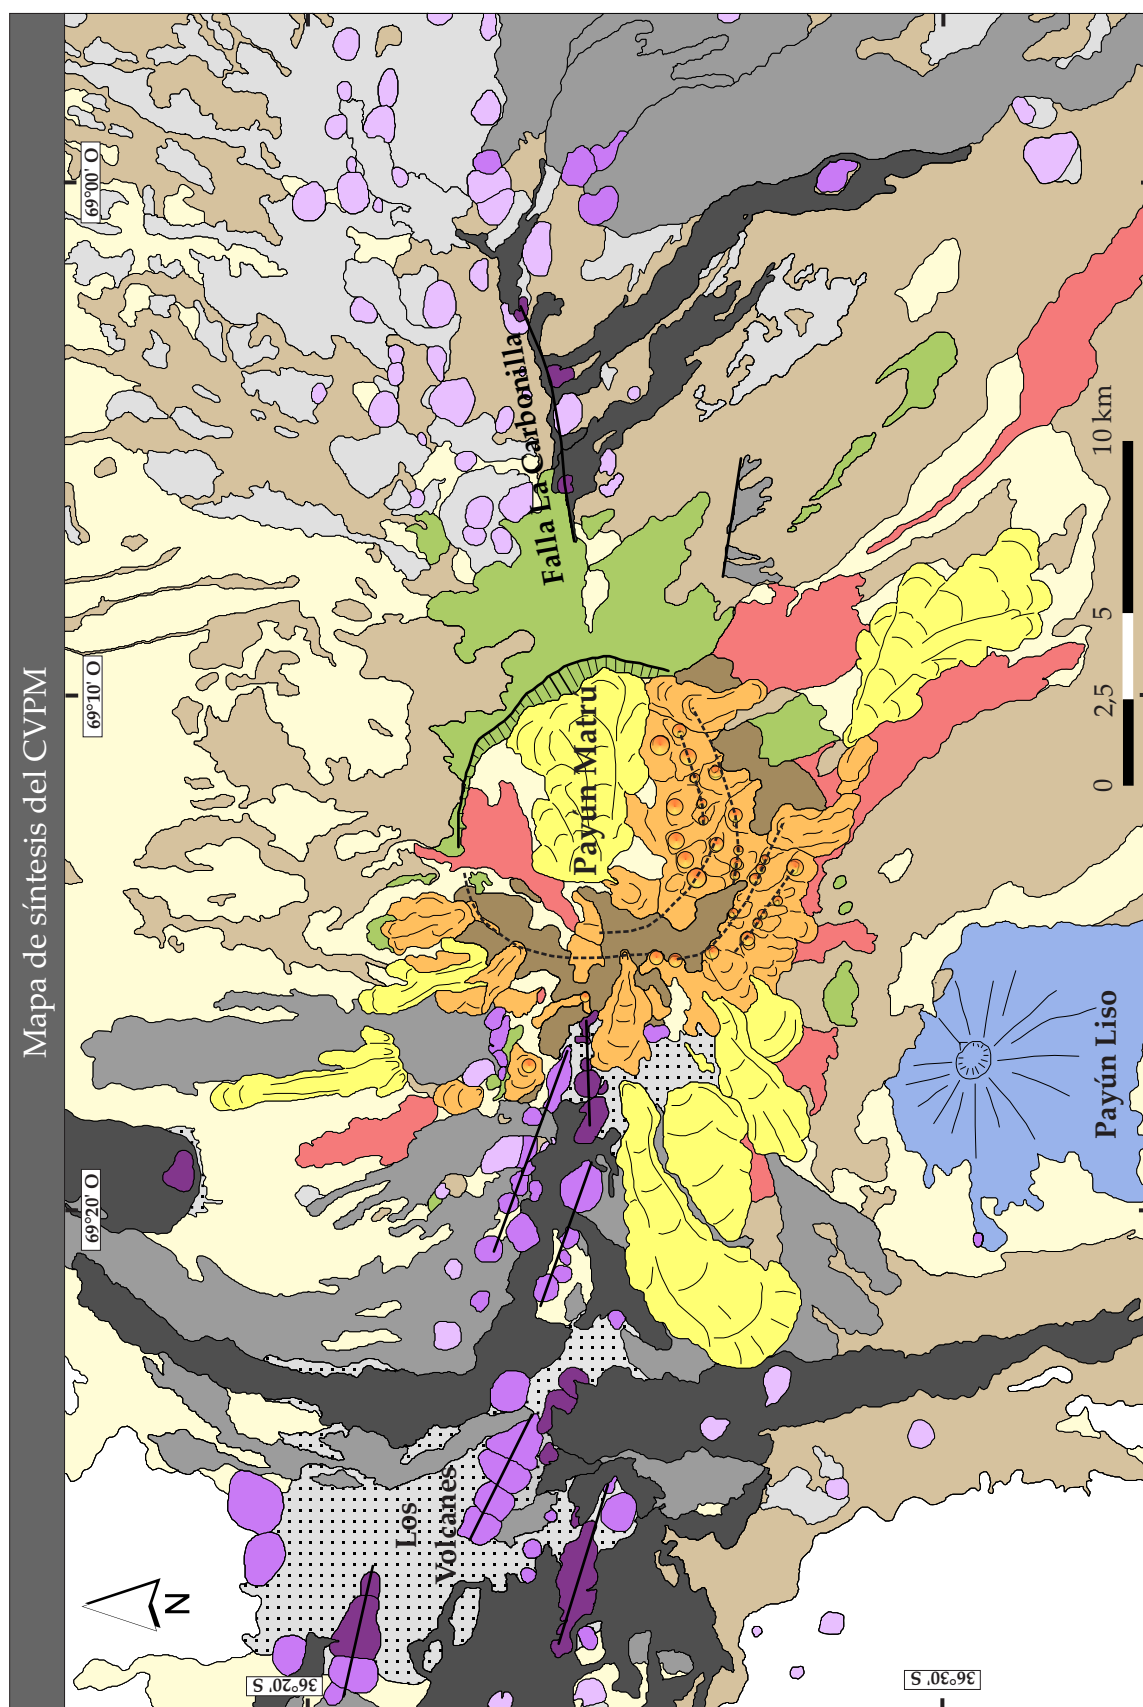 Mapa de síntesis del CVPM
69°20' O
69°10' O
69°00' O
36°20' S
36°30' S
N
Los
Volcanes
Payún Matru
Falla La Carbonilla
Payún Liso
0
2,5
5
10 km